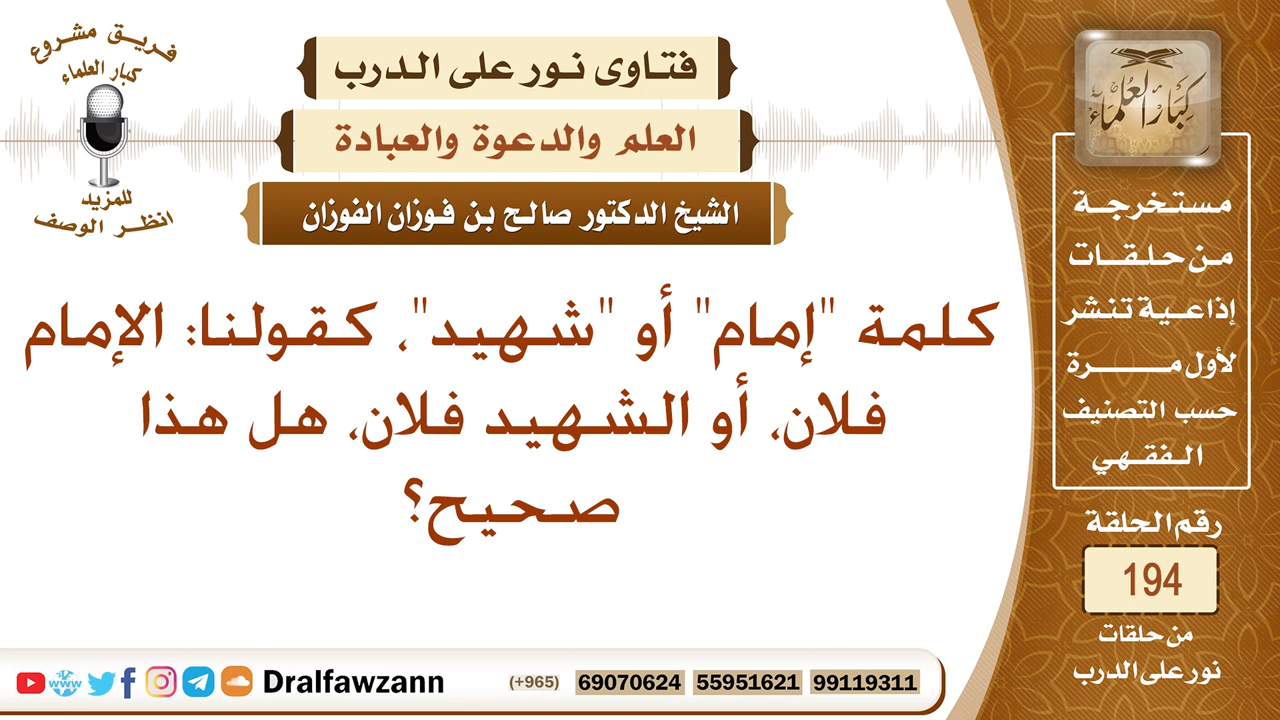 فريق مشروع
كبار العلماء
للمزيد
انظر الوصف
فتاوى نور على الدرب
العلم والدعوة والعبادة
الشيخ الدكتور صالح بن فوزان الفوزان
كلمة "إمام" أو "شهيد"، كقولنا: الإمام
فلان، أو الشهيد فلان، هل هذا
صحيح؟
كبار العلماء
مستخرجة
من حلقات
إذاعية تنشر
لأول مرة
حسب التصنيف
الفقهي
رقم الحلقة
194
من حلقات
نور على الدرب
www Dralfawzann (+965) 69070624 55951621 99119311